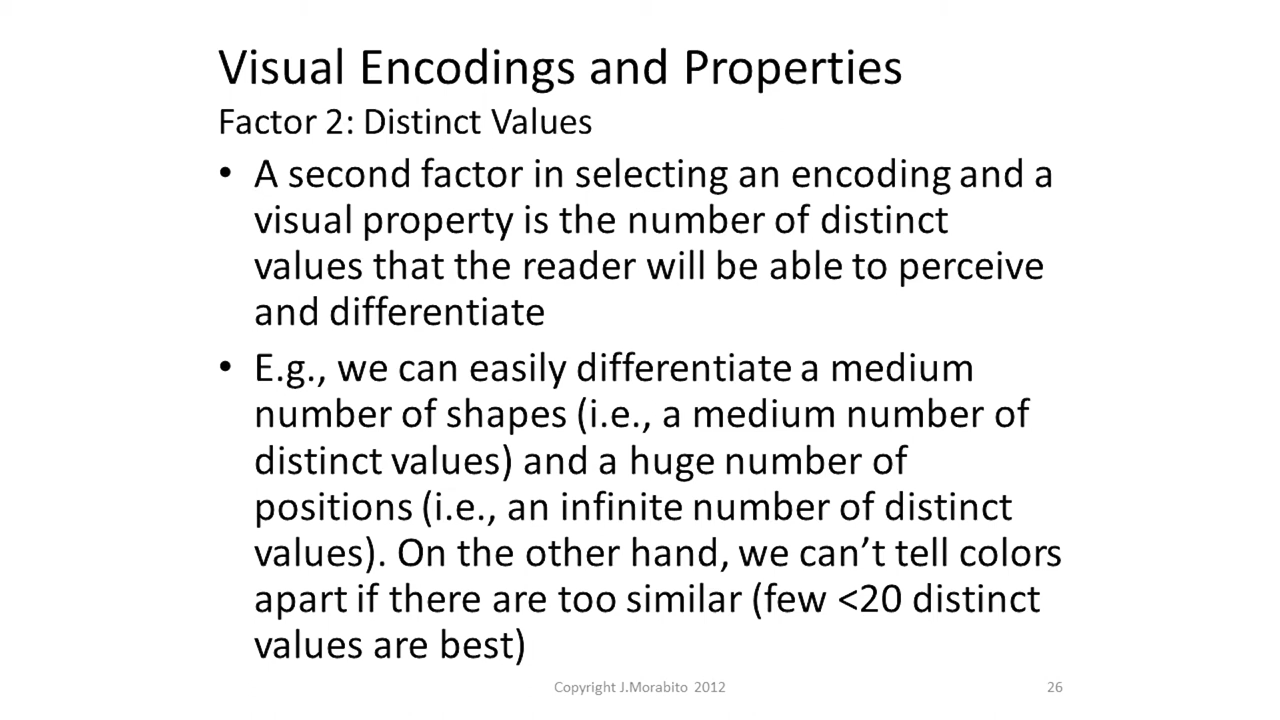 Visual Encodings and Properties
Factor 2: Distinct Values
• A second factor in selecting an encoding and a
visual property is the number of distinct
values that the reader will be able to perceive
and differentiate
• E.g., we can easily differentiate a medium
number of shapes (i.e., a medium number of
distinct values) and a huge number of
positions (i.e., an infinite number of distinct
values). On the other hand, we can’t tell colors
apart if there are too similar (few <20 distinct
values are best)
Copyright J.Morabito 2012
26